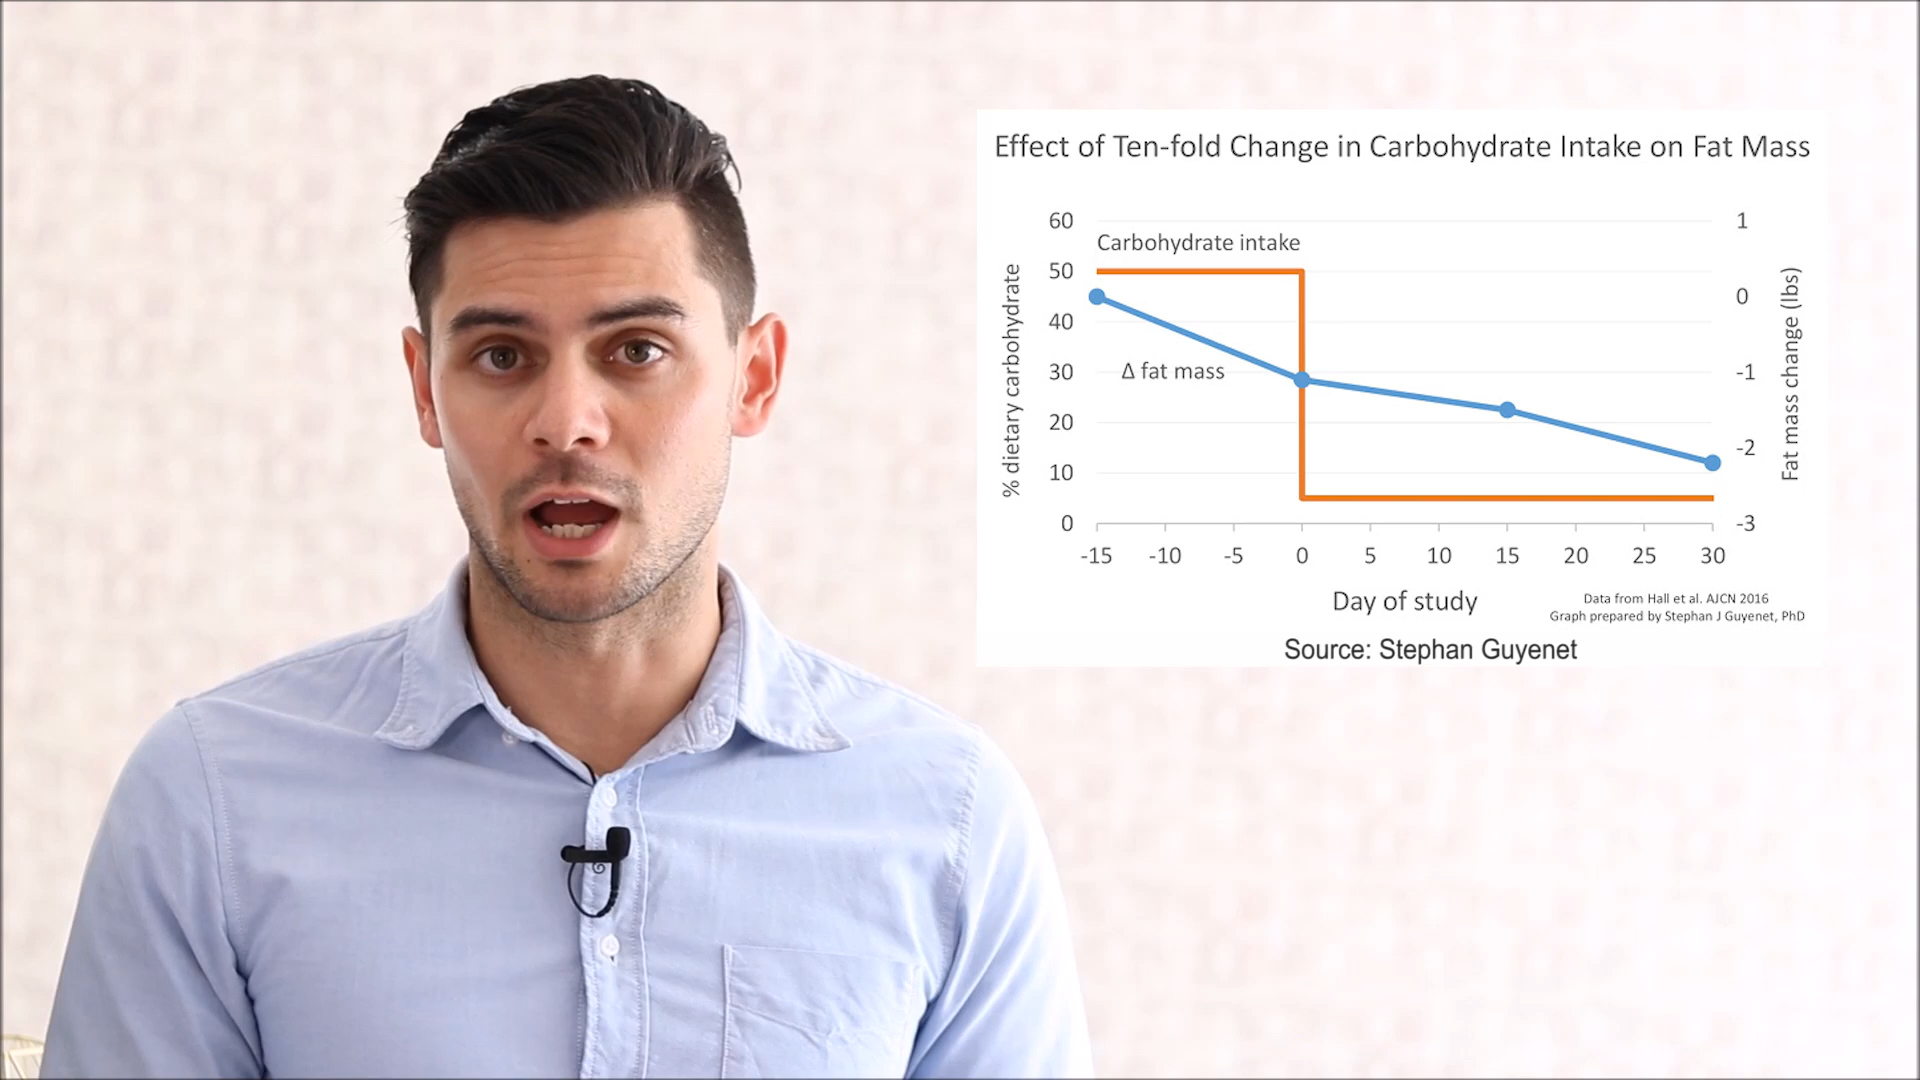 Effect of Ten-fold Change in Carbohydrate Intake on Fat Mass
60
50
40
30
20
10
0
% dietary carbohydrate
Carbohydrate intake
Δ fat mass
1
0
-1
-2
-3
Fat mass change (lbs)
-15 -10 -5 0 5 10 15 20 25 30
Day of study
Data from Hall et al. AJCN 2016
Graph prepared by Stephan J Guyenet, PhD
Source: Stephan Guyenet